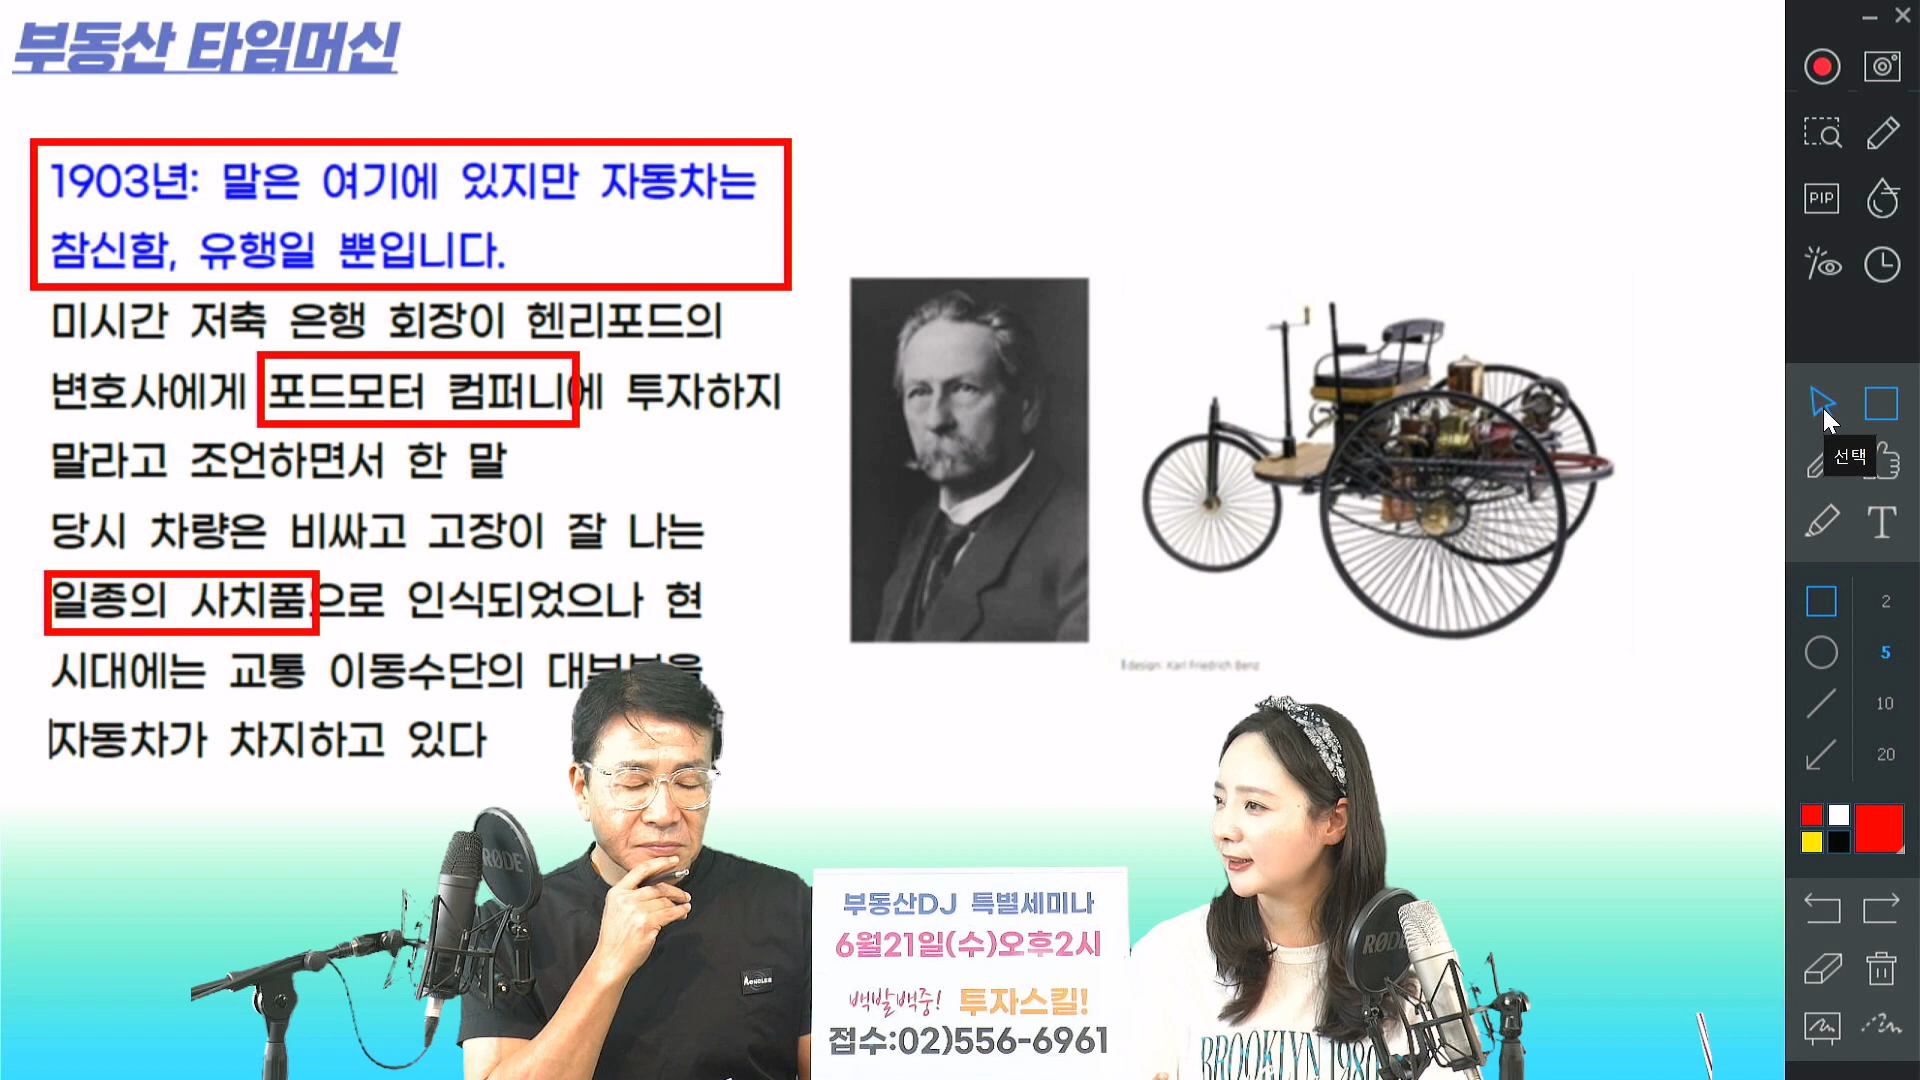 부동산 타임머신
1903년: 말은 여기에 있지만 자동차는
참신함, 유행일 뿐입니다.
미시간 저축 은행 회장이 헨리포드의
변호사에게 포드모터 컴퍼니에 투자하지
말라고 조언하면서 한 말
당시 차량은 비싸고 고장이 잘 나는
일종의 사치품으로 인식되었으나 현
시대에는 교통 이동수단의
자동차가 차지하고 있다
design: Karl Friedrich Benz
RØDE
RØDE
부동산DJ 특별세미나
6월21일(수)오후2시
백발백중! 투자스킬!
접수:02)556-6961
BROOKLYN 1980
PIP
선택
T
2
5
10
20